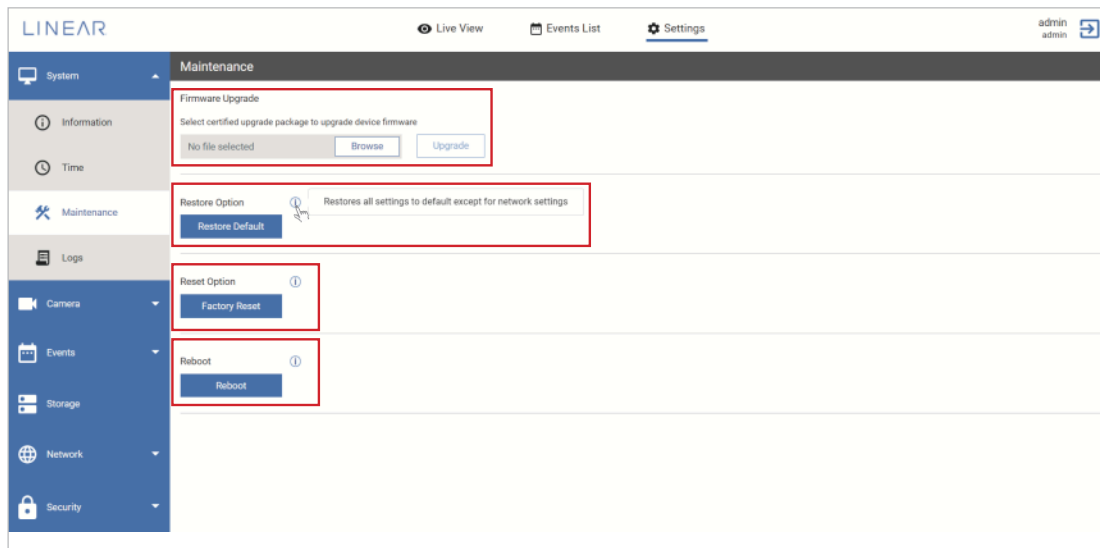 LINEAR
Live View
Events List
Settings
admin
admin
System
Maintenance
Firmware Upgrade
Select certified upgrade package to upgrade device firmware
No file selected
Browse
Upgrade
Information
Time
Restore Option
Restores all settings to default except for network settings
Restore Default
Maintenance
Logs
Reset Option
Factory Reset
Camera
Events
Reboot
Reboot
Storage
Network
Security